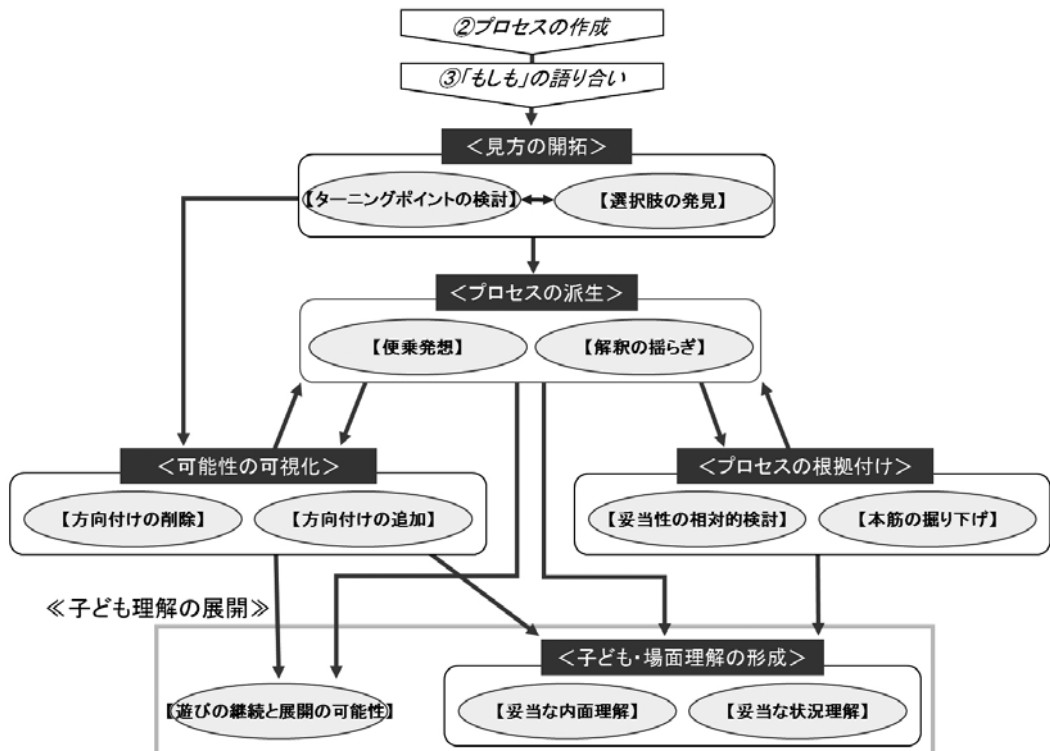 ②プロセスの作成
③「もしも」の語り合い
＜見方の開拓＞
【ターニングポイントの検討】
【選択肢の発見】
＜プロセスの派生＞
【便乗発想】
【解釈の揺らぎ】
＜可能性の可視化＞
【方向付けの削除】
【方向付けの追加】
＜プロセスの根拠付け＞
【妥当性の相対的検討】
【本筋の掘り下げ】
≪子ども理解の展開≫
【遊びの継続と展開の可能性】
＜子ども・場面理解の形成＞
【妥当な内面理解】
【妥当な状況理解】